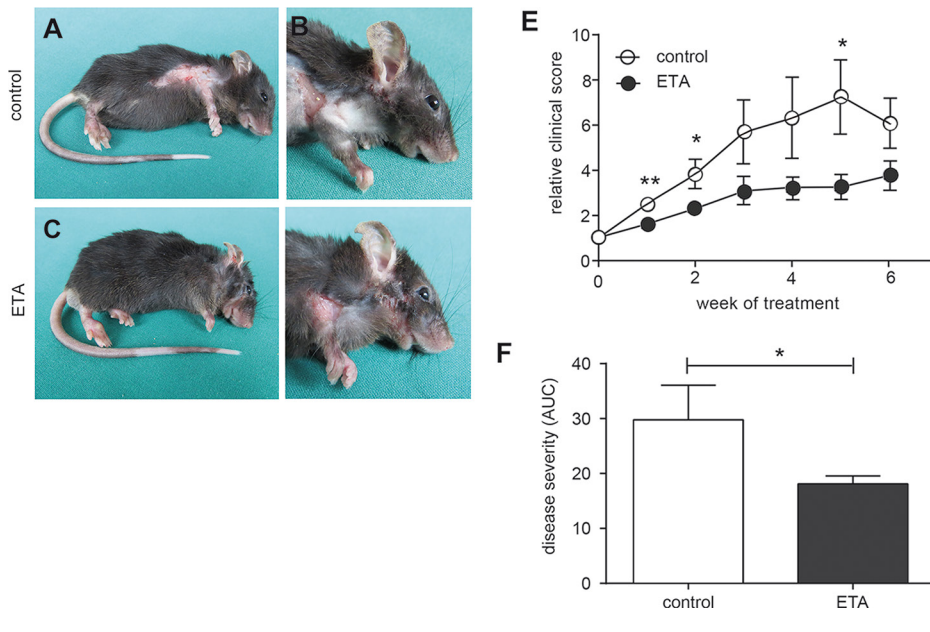 A
B
control
C
ETA
E
control
ETA
relative clinical score
10
8
6
4
2
0
**
*
*
0
2
4
6
week of treatment
F
*
disease severity (AUC)
40
30
20
10
0
control
ETA